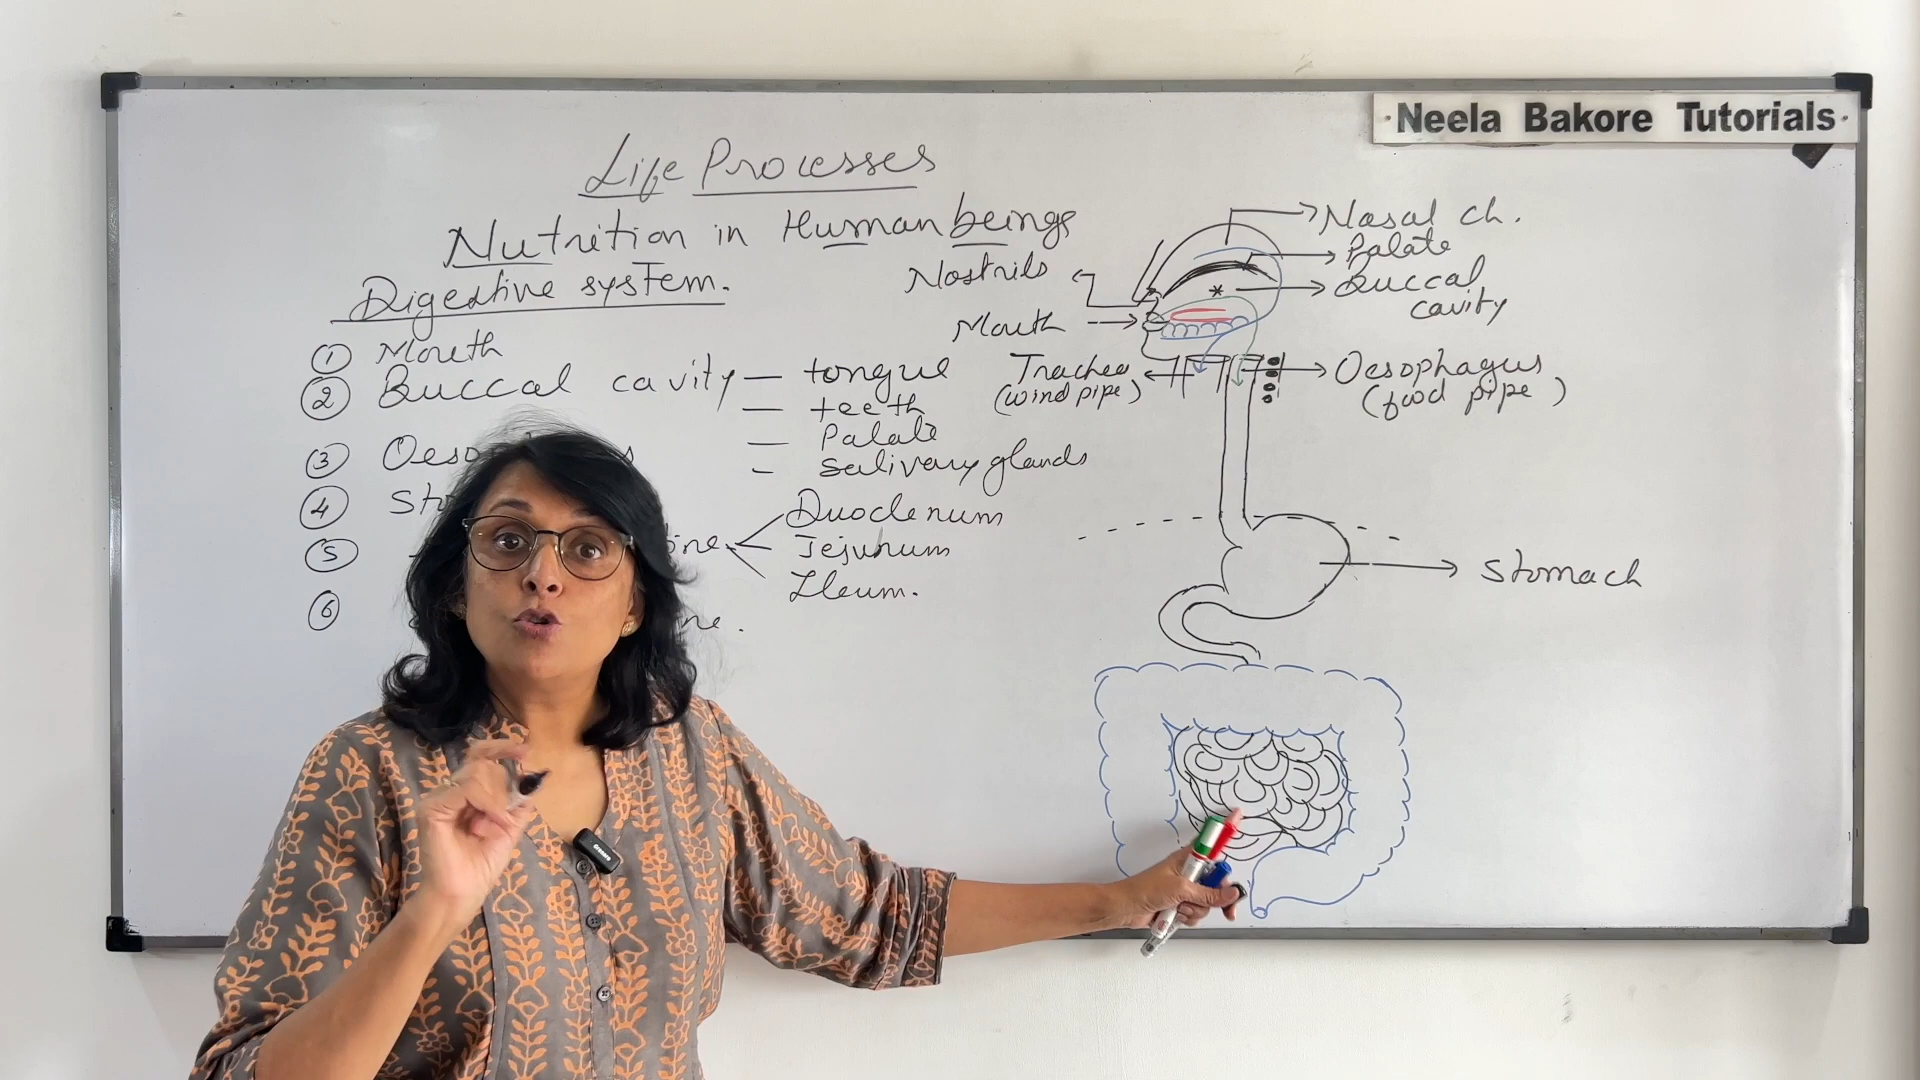 Neela Bakore Tutorials
Life Processes
Nutrition in Human beings
Digestive system.
① Mouth
② Buccal cavity — tongue
— teeth
— Palate
– Salivary glands
③
④
⑤ Duodenum
Jejunum
Ileum.
⑥
Nasal ch.
Palate
Buccal
cavity
Nostrils
Mouth
Trachea
(wind pipe)
Oesophagus
(food pipe)
Stomach